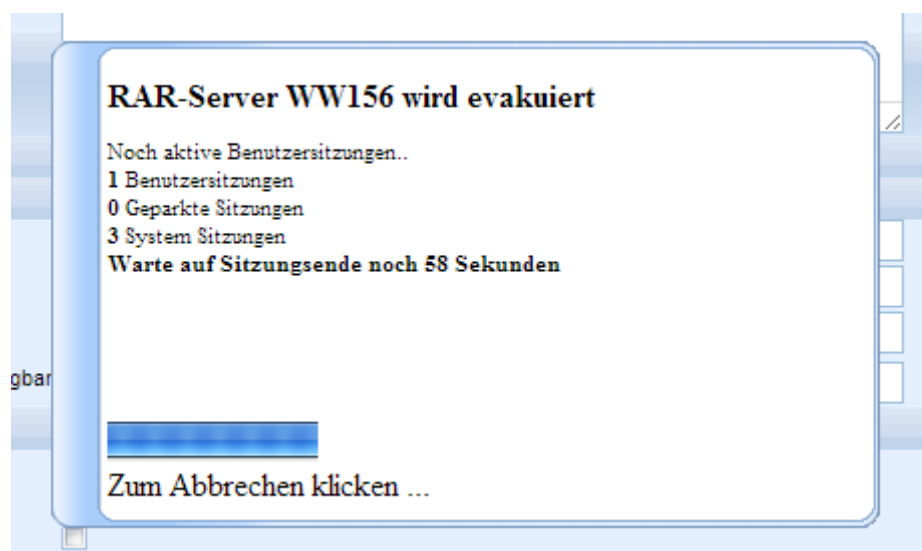 RAR-Server WW156 wird evakuiert
Noch aktive Benutzersitzungen..
1 Benutzersitzungen
0 Geparkte Sitzungen
3 System Sitzungen
Warte auf Sitzungsende noch 58 Sekunden
gbar
Zum Abbrechen klicken ...